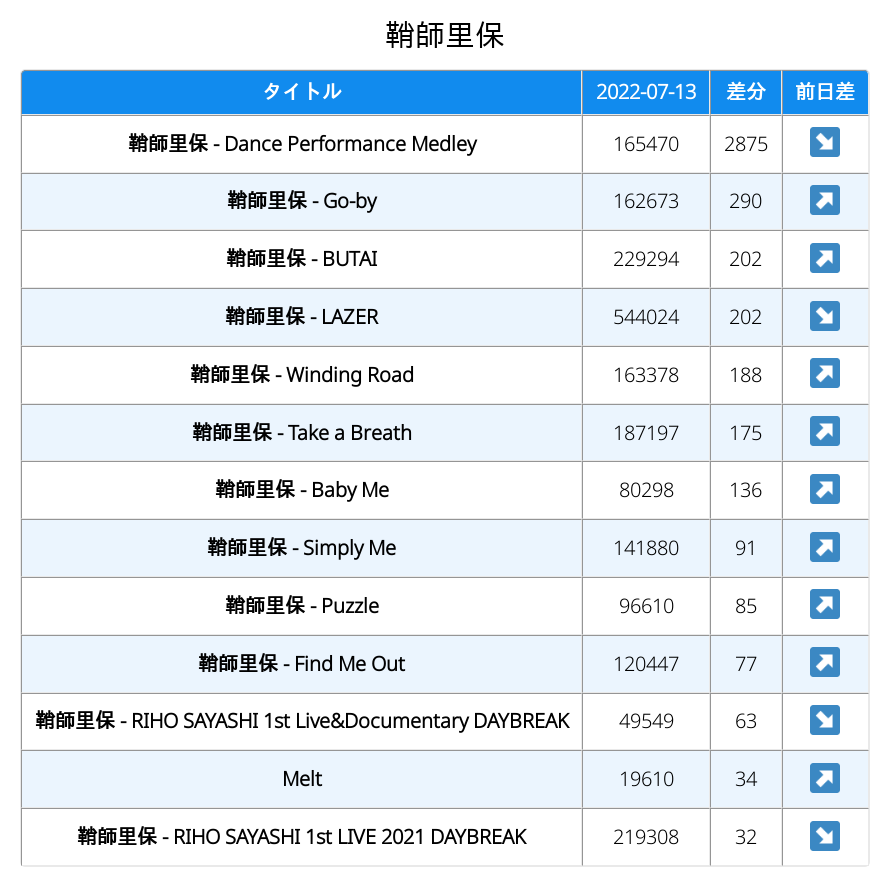 鞘師里保
タイトル 2022-07-13 差分 前日差
鞘師里保 - Dance Performance Medley 165470 2875 ↘
鞘師里保 - Go-by 162673 290 ↗
鞘師里保 - BUTAI 229294 202 ↗
鞘師里保 - LAZER 544024 202 ↘
鞘師里保 - Winding Road 163378 188 ↗
鞘師里保 - Take a Breath 187197 175 ↗
鞘師里保 - Baby Me 80298 136 ↗
鞘師里保 - Simply Me 141880 91 ↗
鞘師里保 - Puzzle 96610 85 ↗
鞘師里保 - Find Me Out 120447 77 ↗
鞘師里保 - RIHO SAYASHI 1st Live&Documentary DAYBREAK 49549 63 ↘
Melt 19610 34 ↗
鞘師里保 - RIHO SAYASHI 1st LIVE 2021 DAYBREAK 219308 32 ↘